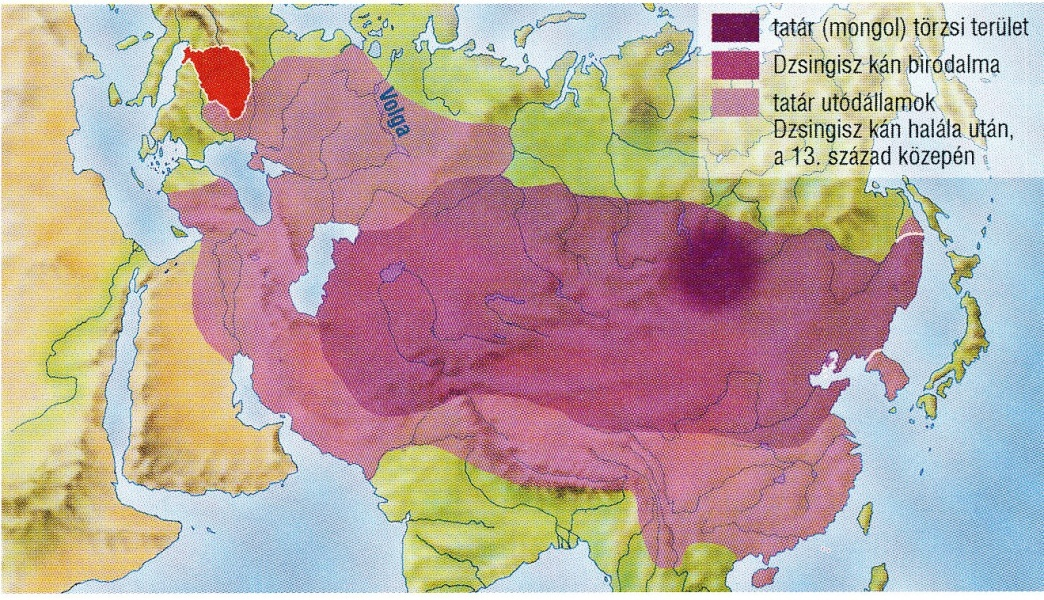 tatár (mongol) törzsi terület
Dzsingisz kán birodalma
tatár utódállamok
Dzsingisz kán halála után,
a 13. század közepén
Volga